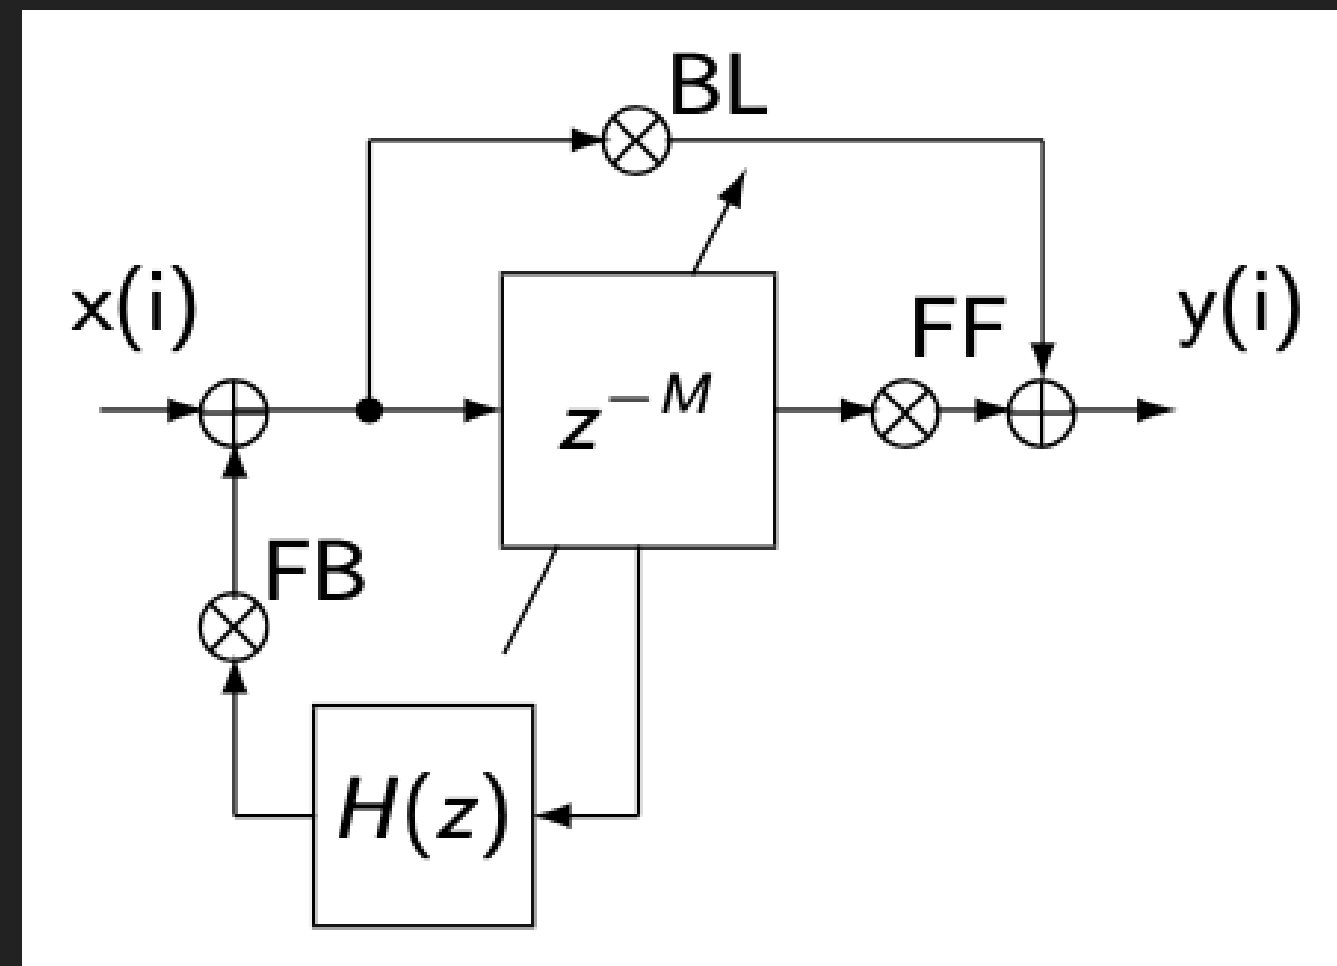 BL
x(i)
FF
y(i)
z^{-M}
FB
H(z)